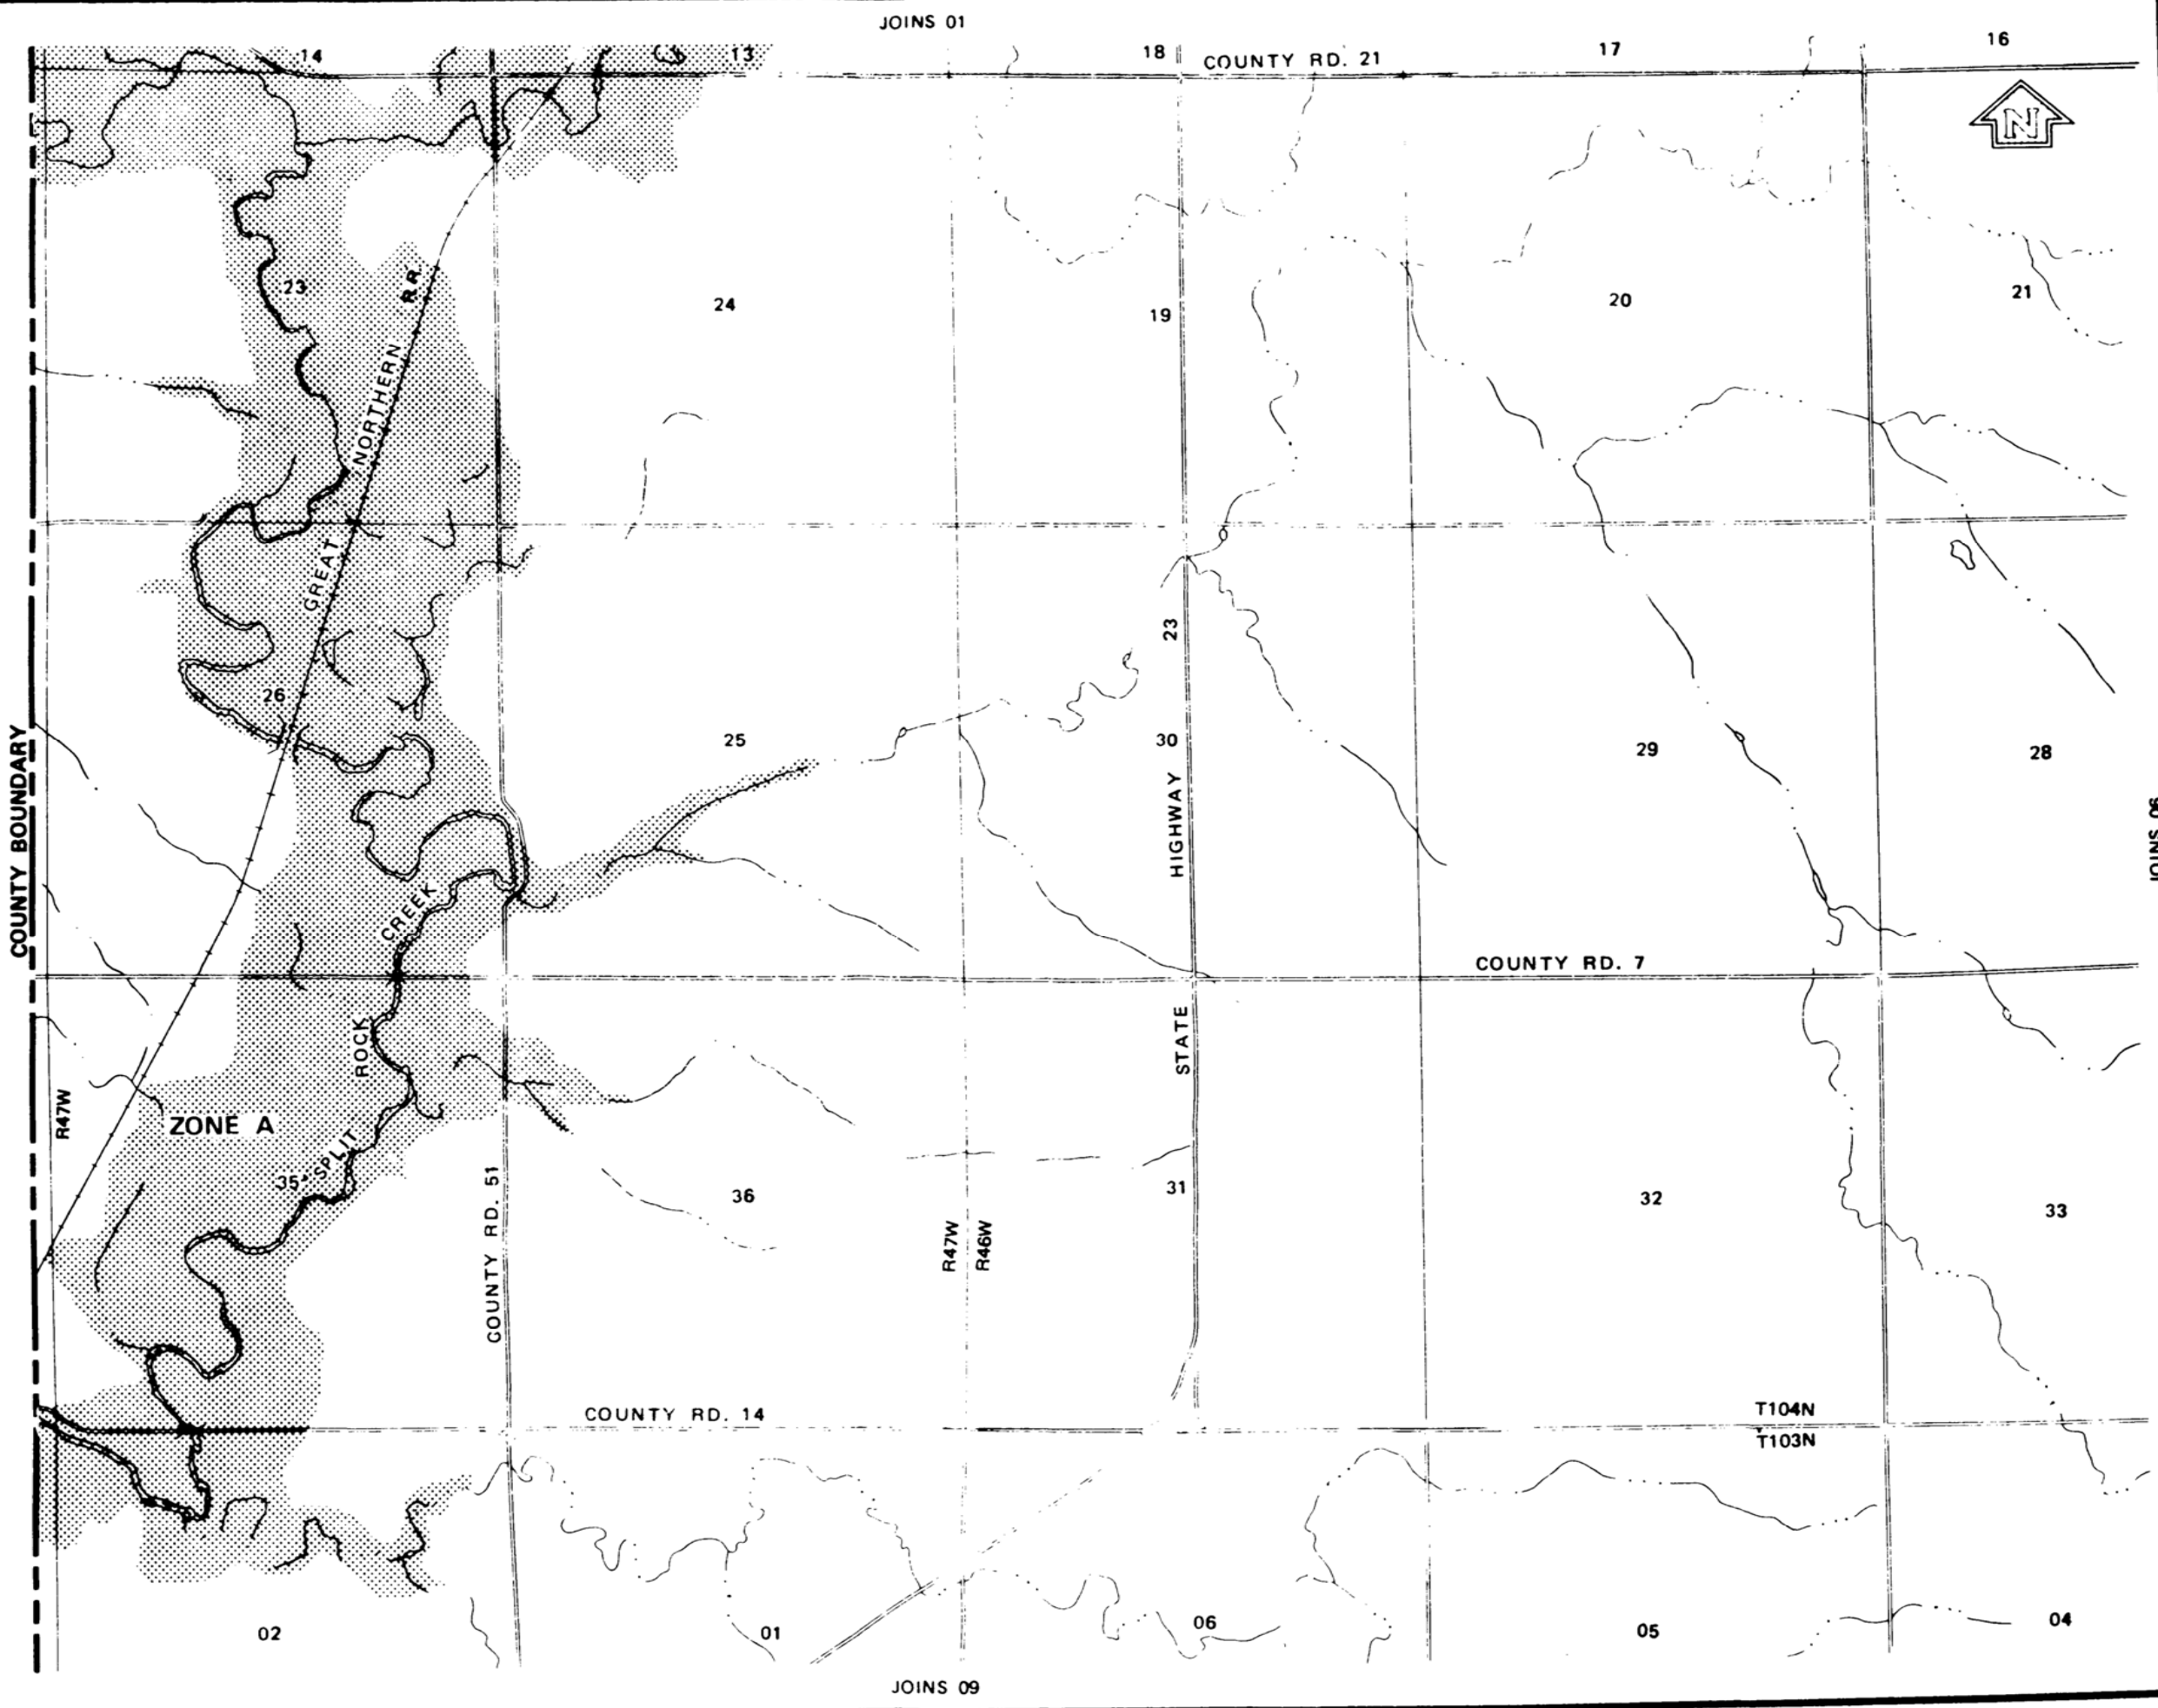 JOINS 01
14
13
18
COUNTY RD. 21
17
16
N
23
GREAT NORTHERN RR
24
19
20
21
26
25
STATE HIGHWAY 23
30
29
28
COUNTY BOUNDARY
JOINS 06
COUNTY RD. 7
R47W
ZONE A
35
SPLIT ROCK CREEK
COUNTY RD. 51
36
R47W
R46W
31
32
33
COUNTY RD. 14
T104N
T103N
02
01
06
05
04
JOINS 09